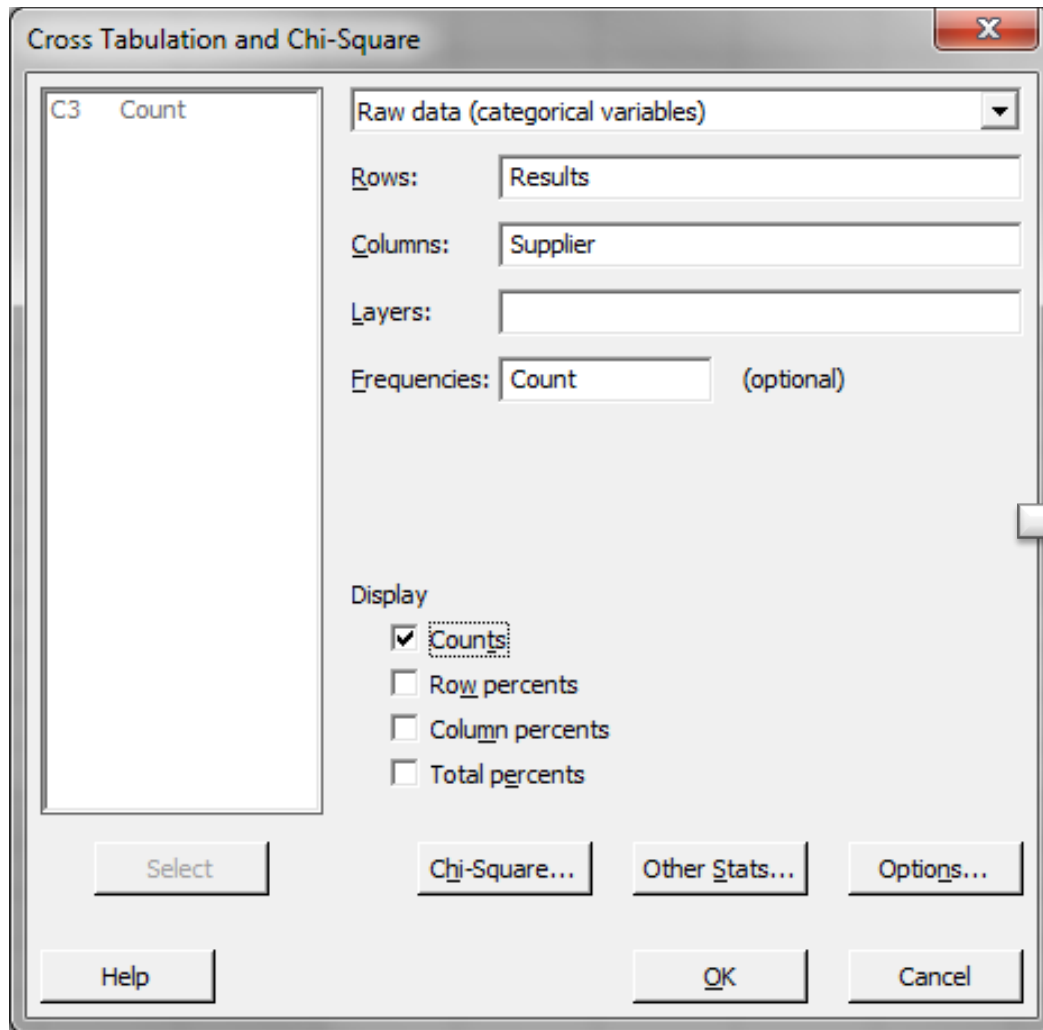 Cross Tabulation and Chi-Square
C3 Count
Raw data (categorical variables)
Rows: Results
Columns: Supplier
Layers:
Frequencies: Count (optional)
Display
Counts
Row percents
Column percents
Total percents
Select Chi-Square... Other Stats... Options...
Help OK Cancel